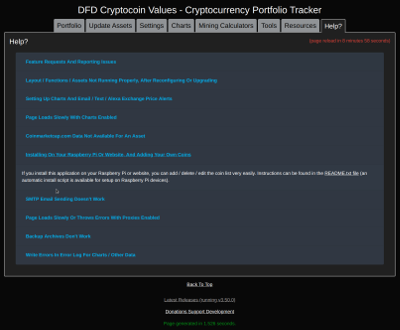 DFD Cryptocoin Values - Cryptocurrency Portfolio Tracker
Portfolio Update Assets Settings Charts Mining Calculators Tools Resources Help?
Help?
(page reload in 0 minutes 50 seconds)
Feature Requests And Reporting Issues
Layout / Functions / Assets Not Running Properly, After Reconfiguring Or Upgrading
Setting Up Charts And Email / Text / Alexa Exchange Price Alerts
Page Loads Slowly With Charts Enabled
Coinmarketcap.com Data Not Available For An Asset
Installing On Your Raspberry Pi Or Website, And Adding Your Own Coins
If you install this application on your Raspberry Pi or website, you can add / delete / edit the coin list very easily. Instructions can be found in the README.txt file (an
automatic install script is available for setup on Raspberry Pi devices).
SMTP Email Sending Doesn't Work
Page Loads Slowly Or Throws Errors With Proxies Enabled
Backup Archives Don't Work
Write Errors In Error Log For Charts / Other Data
Back To Top
Latest Releases (running v3.50.0)
Donations Support Development
Page generated in seconds